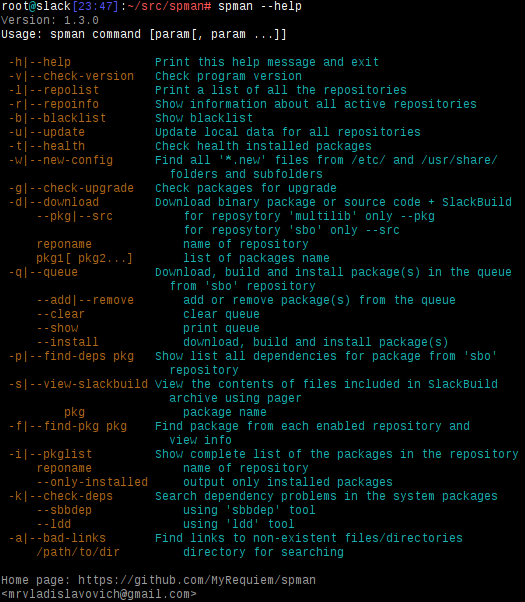 root@slack[23:47]:~/src/spman# spman --help
Version: 1.3.0
Usage: spman command [param[, param ...]]
-h|--help Print this help message and exit
-v|--check-version Check program version
-l|--repolist Print a list of all the repositories
-r|--repoinfo Show information about all active repositories
-b|--blacklist Show blacklist
-u|--update Update local data for all repositories
-t|--health Check health installed packages
-w|--new-config Find all '*.new' files from /etc/ and /usr/share/
folders and subfolders
-g|--check-upgrade Check packages for upgrade
-d|--download Download binary package or source code + SlackBuild
--pkg|--src for reposytory 'multilib' only --pkg
for reposytory 'sbo' only --src
reponame name of repository
pkg1[ pkg2...] list of packages name
-q|--queue Download, build and install package(s) in the queue
from 'sbo' repository
--add|--remove add or remove package(s) from the queue
--clear clear queue
--show print queue
--install download, build and install package(s)
-p|--find-deps pkg Show list all dependencies for package from 'sbo'
repository
-s|--view-slackbuild View the contents of files included in SlackBuild
archive using pager
pkg package name
-f|--find-pkg pkg Find package from each enabled repository and
view info
-i|--pkglist Show complete list of the packages in the repository
reponame name of repository
--only-installed output only installed packages
-k|--check-deps Search dependency problems in the system packages
--sbbdep using 'sbbdep' tool
--ldd using 'ldd' tool
-a|--bad-links Find links to non-existent files/directories
/path/to/dir directory for searching
Home page: https://github.com/MyRequiem/spman
<mrvladislavovich@gmail.com>